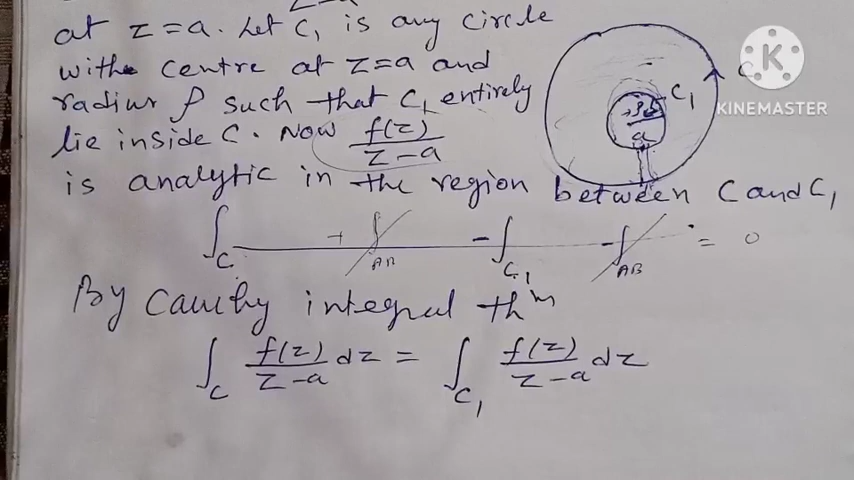 at z = a. Let C₁ is any circle
with centre at z = a and
radius ρ such that C₁ entirely
lie inside C. Now f(z)/(z-a)
is analytic in the region between C and C₁
∫_C + ∫_AB - ∫_C₁ - ∫_AB = 0
By Cauchy integral thᵐ
∫_C f(z)/(z-a) dz = ∫_C₁ f(z)/(z-a) dz
C
C₁
a
KINEMASTER